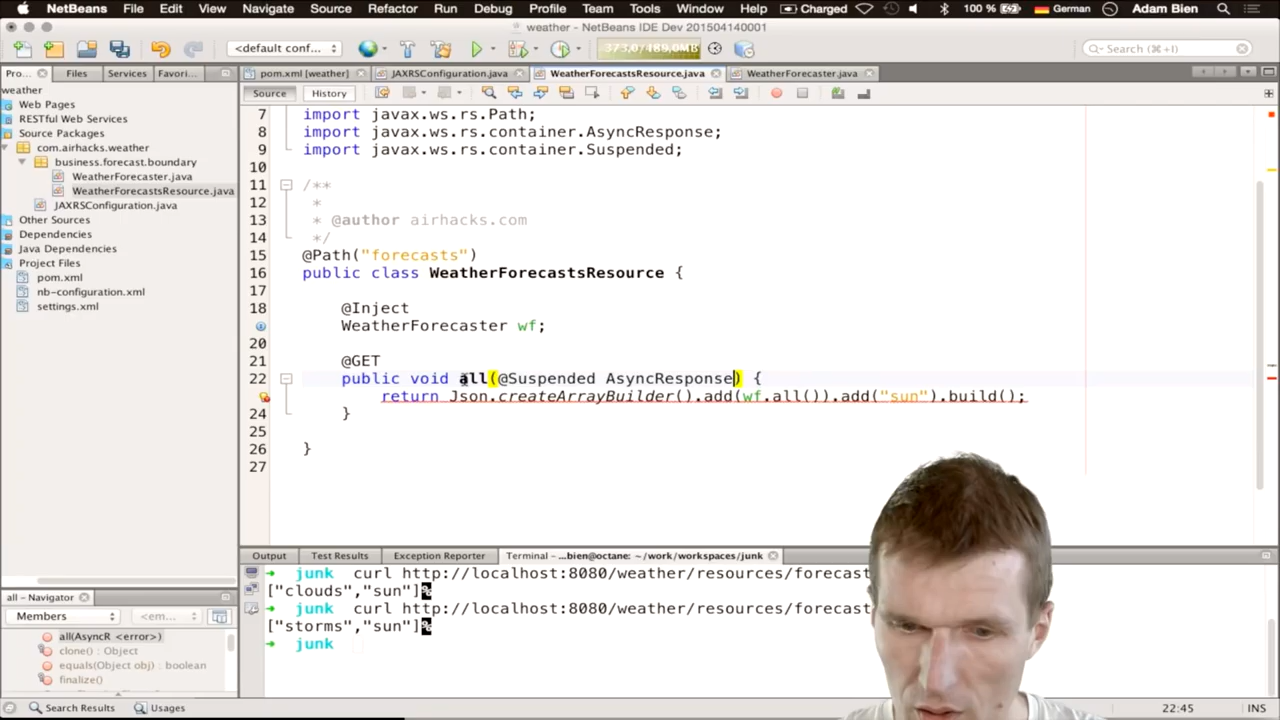 NetBeans File Edit View Navigate Source Refactor Run Debug Profile Team Tools Window Help Charged 100 % German Adam Bien
weather - NetBeans IDE Dev 201504140001
<default conf... 373,0/489,0MB Search (⌘+I)
Pro... Files Services Favori... pom.xml [weather] JAXRSConfiguration.java WeatherForecastsResource.java WeatherForecaster.java
weather
Web Pages
RESTful Web Services
Source Packages
com.airhacks.weather
business.forecast.boundary
WeatherForecaster.java
WeatherForecastsResource.java
JAXRSConfiguration.java
Other Sources
Dependencies
Java Dependencies
Project Files
pom.xml
nb-configuration.xml
settings.xml
Source History
7 import javax.ws.rs.Path;
8 import javax.ws.rs.container.AsyncResponse;
9 import javax.ws.rs.container.Suspended;
10
11 /**
12 *
13 * @author airhacks.com
14 */
15 @Path("forecasts")
16 public class WeatherForecastsResource {
17
18 @Inject
WeatherForecaster wf;
20
21 @GET
22 public void all(@Suspended AsyncResponse) {
return Json.createArrayBuilder().add(wf.all()).add("sun").build();
24 }
25
26 }
27
all - Navigator
Members <em...
all(AsyncR <error>)
clone() : Object
equals(Object obj) : boolean
finalize()
Output Test Results Exception Reporter Terminal - ...bien@octane: ~/work/workspaces/junk
➜ junk curl http://localhost:8080/weather/resources/forecast
["clouds","sun"]%
➜ junk curl http://localhost:8080/weather/resources/forecast
["storms","sun"]%
➜ junk
Search Results Usages 22:45 INS